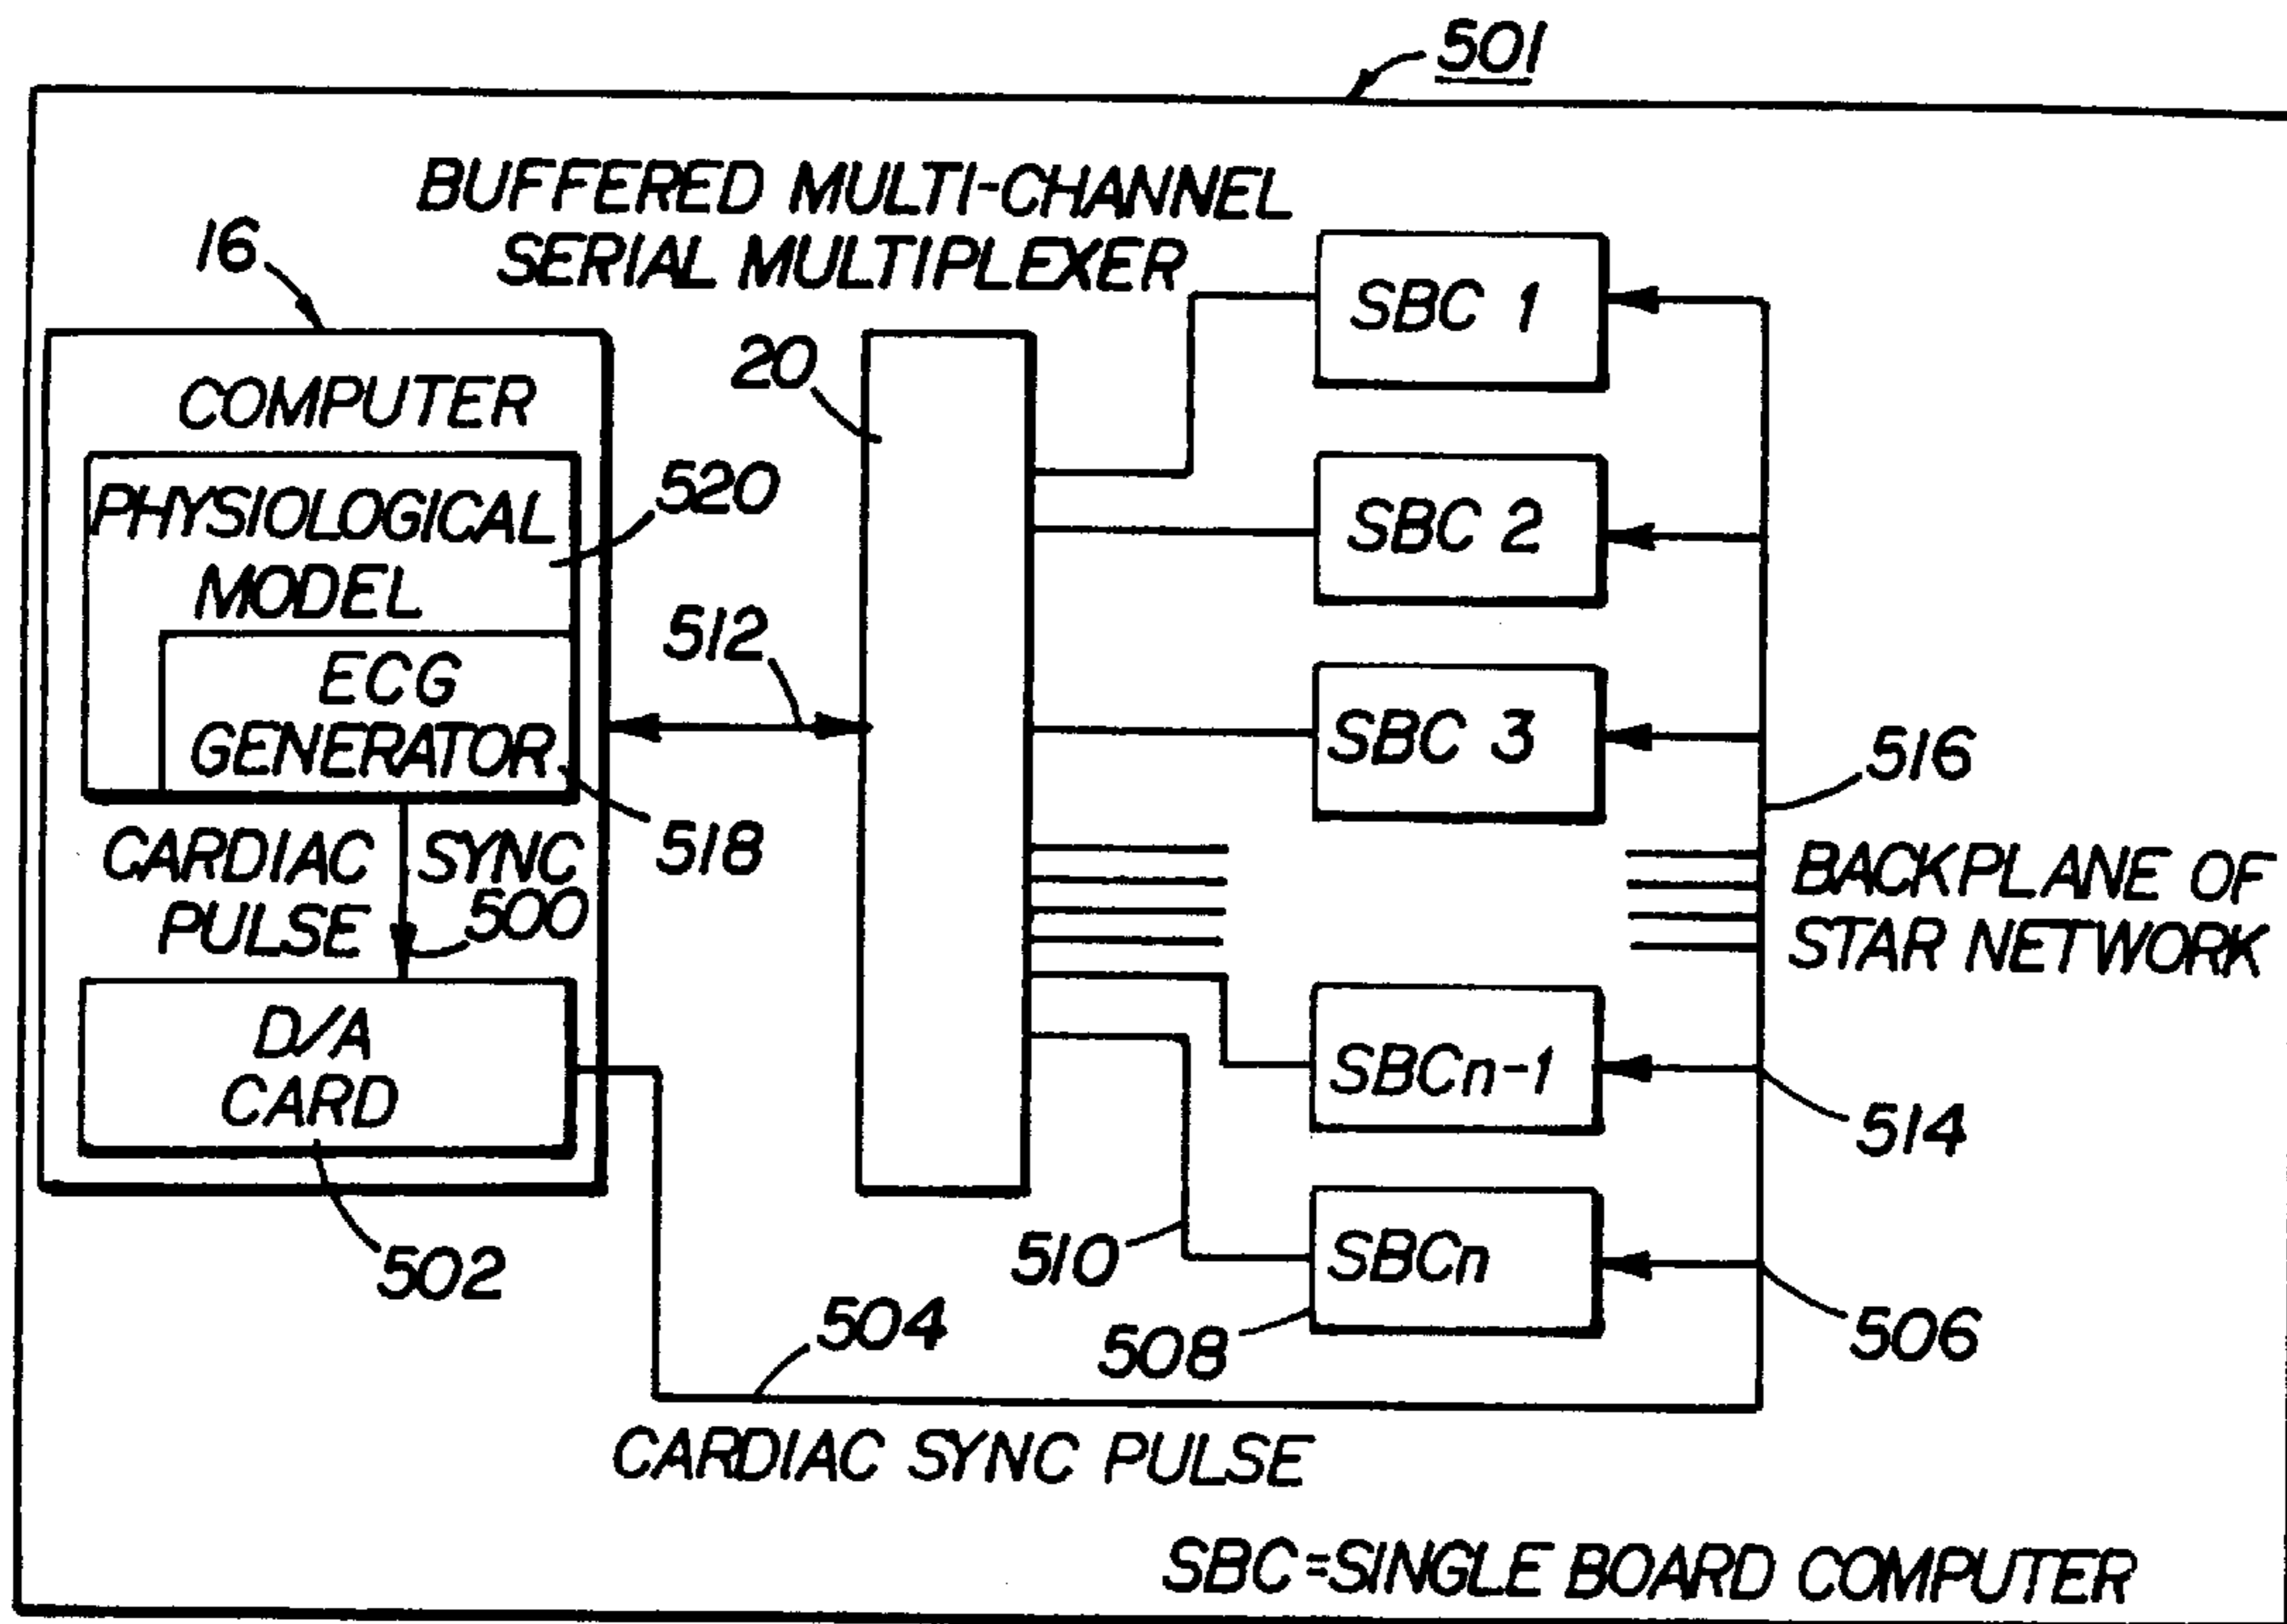 501
BUFFERED MULTI-CHANNEL
SERIAL MULTIPLEXER
16
COMPUTER
PHYSIOLOGICAL
MODEL
520
ECG
GENERATOR
518
CARDIAC SYNC
PULSE 500
D/A
CARD
502
512
20
SBC 1
SBC 2
SBC 3
SBCn-1
SBCn
516
BACKPLANE OF
STAR NETWORK
514
506
510
508
504
CARDIAC SYNC PULSE
SBC=SINGLE BOARD COMPUTER